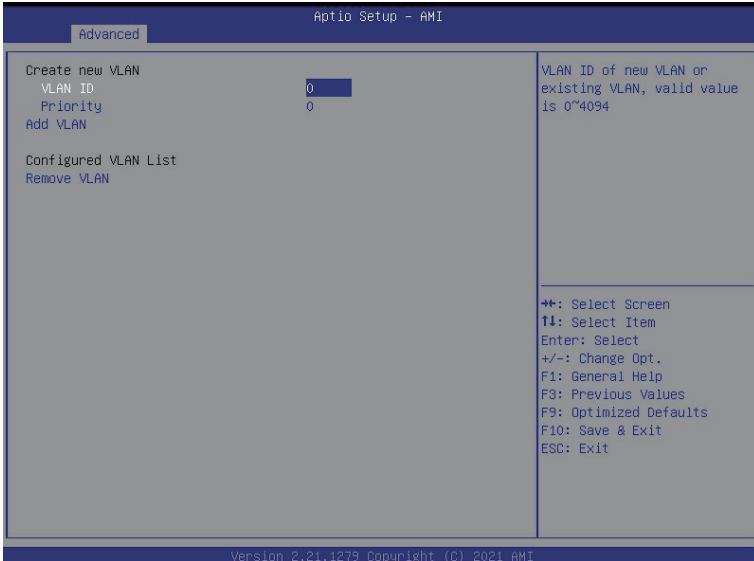 Aptio Setup – AMI
Advanced
Create new VLAN
VLAN ID 0
Priority 0
Add VLAN
Configured VLAN List
Remove VLAN
VLAN ID of new VLAN or
existing VLAN, valid value
is 0~4094
→←: Select Screen
↑↓: Select Item
Enter: Select
+/-: Change Opt.
F1: General Help
F3: Previous Values
F9: Optimized Defaults
F10: Save & Exit
ESC: Exit
Version 2.21.1279 Copyright (C) 2021 AMI